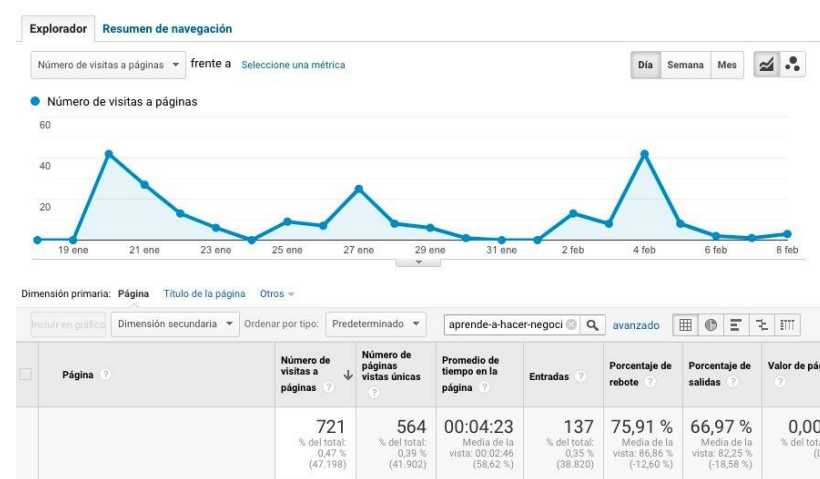 Explorador Resumen de navegación
Número de visitas a páginas frente a Seleccione una métrica Día Semana Mes
Número de visitas a páginas
60
40
20
19 ene 21 ene 23 ene 25 ene 27 ene 29 ene 31 ene 2 feb 4 feb 6 feb 8 feb
Dimensión primaria: Página Título de la página Otros
Incluir en gráfico Dimensión secundaria Ordenar por tipo: Predeterminado aprende-a-hacer-negoci avanzado
Página ?
Número de visitas a páginas ?
Número de páginas vistas únicas ?
Promedio de tiempo en la página ?
Entradas ?
Porcentaje de rebote ?
Porcentaje de salidas ?
Valor de pá ?
721 564 00:04:23 137 75,91 % 66,97 % 0,00
% del total: 0,47 % (47.198)
% del total: 0,39 % (41.902)
Media de la vista: 00:02:46 (58,62 %)
% del total: 0,35 % (38.820)
Media de la vista: 86,86 % (-12,60 %)
Media de la vista: 82,25 % (-18,58 %)
% del tot